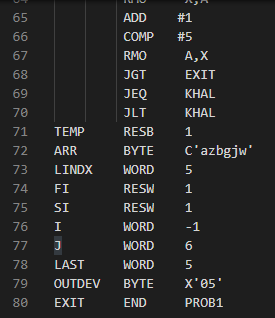 64 RMO X,A
65 ADD #1
66 COMP #5
67 RMO A,X
68 JGT EXIT
69 JEQ KHAL
70 JLT KHAL
71 TEMP RESB 1
72 ARR BYTE C'azbgjw'
73 LINDX WORD 5
74 FI RESW 1
75 SI RESW 1
76 I WORD -1
77 J WORD 6
78 LAST WORD 5
79 OUTDEV BYTE X'05'
80 EXIT END PROB1